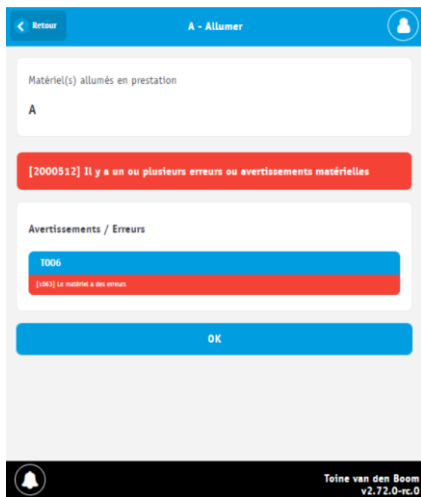 Retour
A - Allumer
Matériel(s) allumés en prestation
A
[2000512] Il y a un ou plusieurs erreurs ou avertissements matérielles
Avertissements / Erreurs
T006
[1063] Le matériel a des erreurs
OK
Toine van den Boom
v2.72.0-rc.0